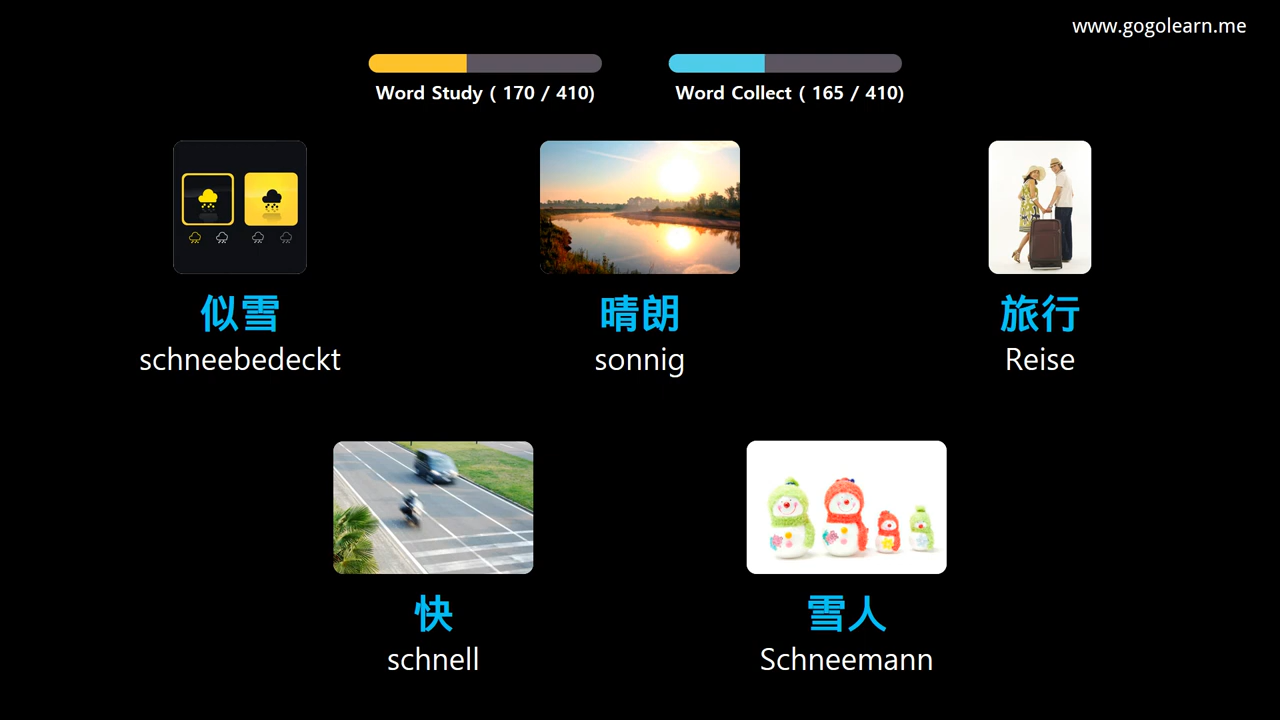 www.gogolearn.me
Word Study ( 170 / 410)
Word Collect ( 165 / 410)
似雪
schneebedeckt
晴朗
sonnig
旅行
Reise
快
schnell
雪人
Schneemann